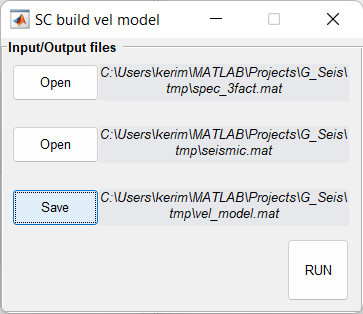 SC build vel model
Input/Output files
Open
C:\Users\kerim\MATLAB\Projects\G_Seis\
tmp\spec_3fact.mat
Open
C:\Users\kerim\MATLAB\Projects\G_Seis\
tmp\seismic.mat
Save
C:\Users\kerim\MATLAB\Projects\G_Seis\
tmp\vel_model.mat
RUN